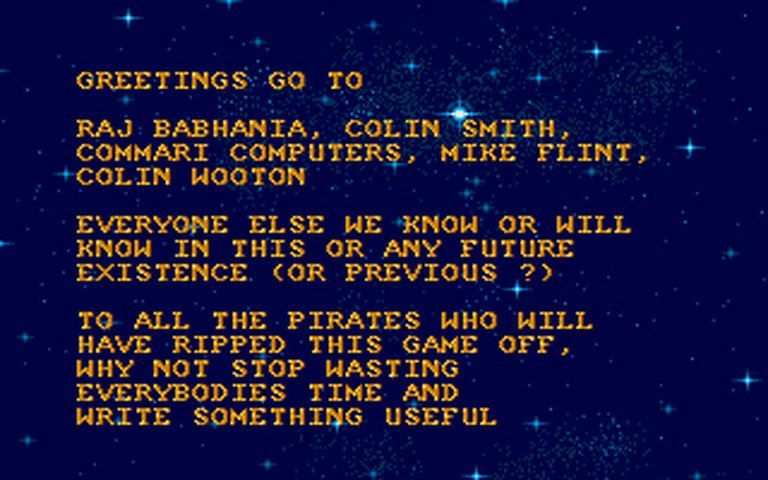 GREETINGS GO TO
RAJ BABHANIA, COLIN SMITH,
COMMARI COMPUTERS, MIKE FLINT,
COLIN WOOTON
EVERYONE ELSE WE KNOW OR WILL
KNOW IN THIS OR ANY FUTURE
EXISTENCE (OR PREVIOUS ?)
TO ALL THE PIRATES WHO WILL
HAVE RIPPED THIS GAME OFF,
WHY NOT STOP WASTING
EVERYBODIES TIME AND
WRITE SOMETHING USEFUL